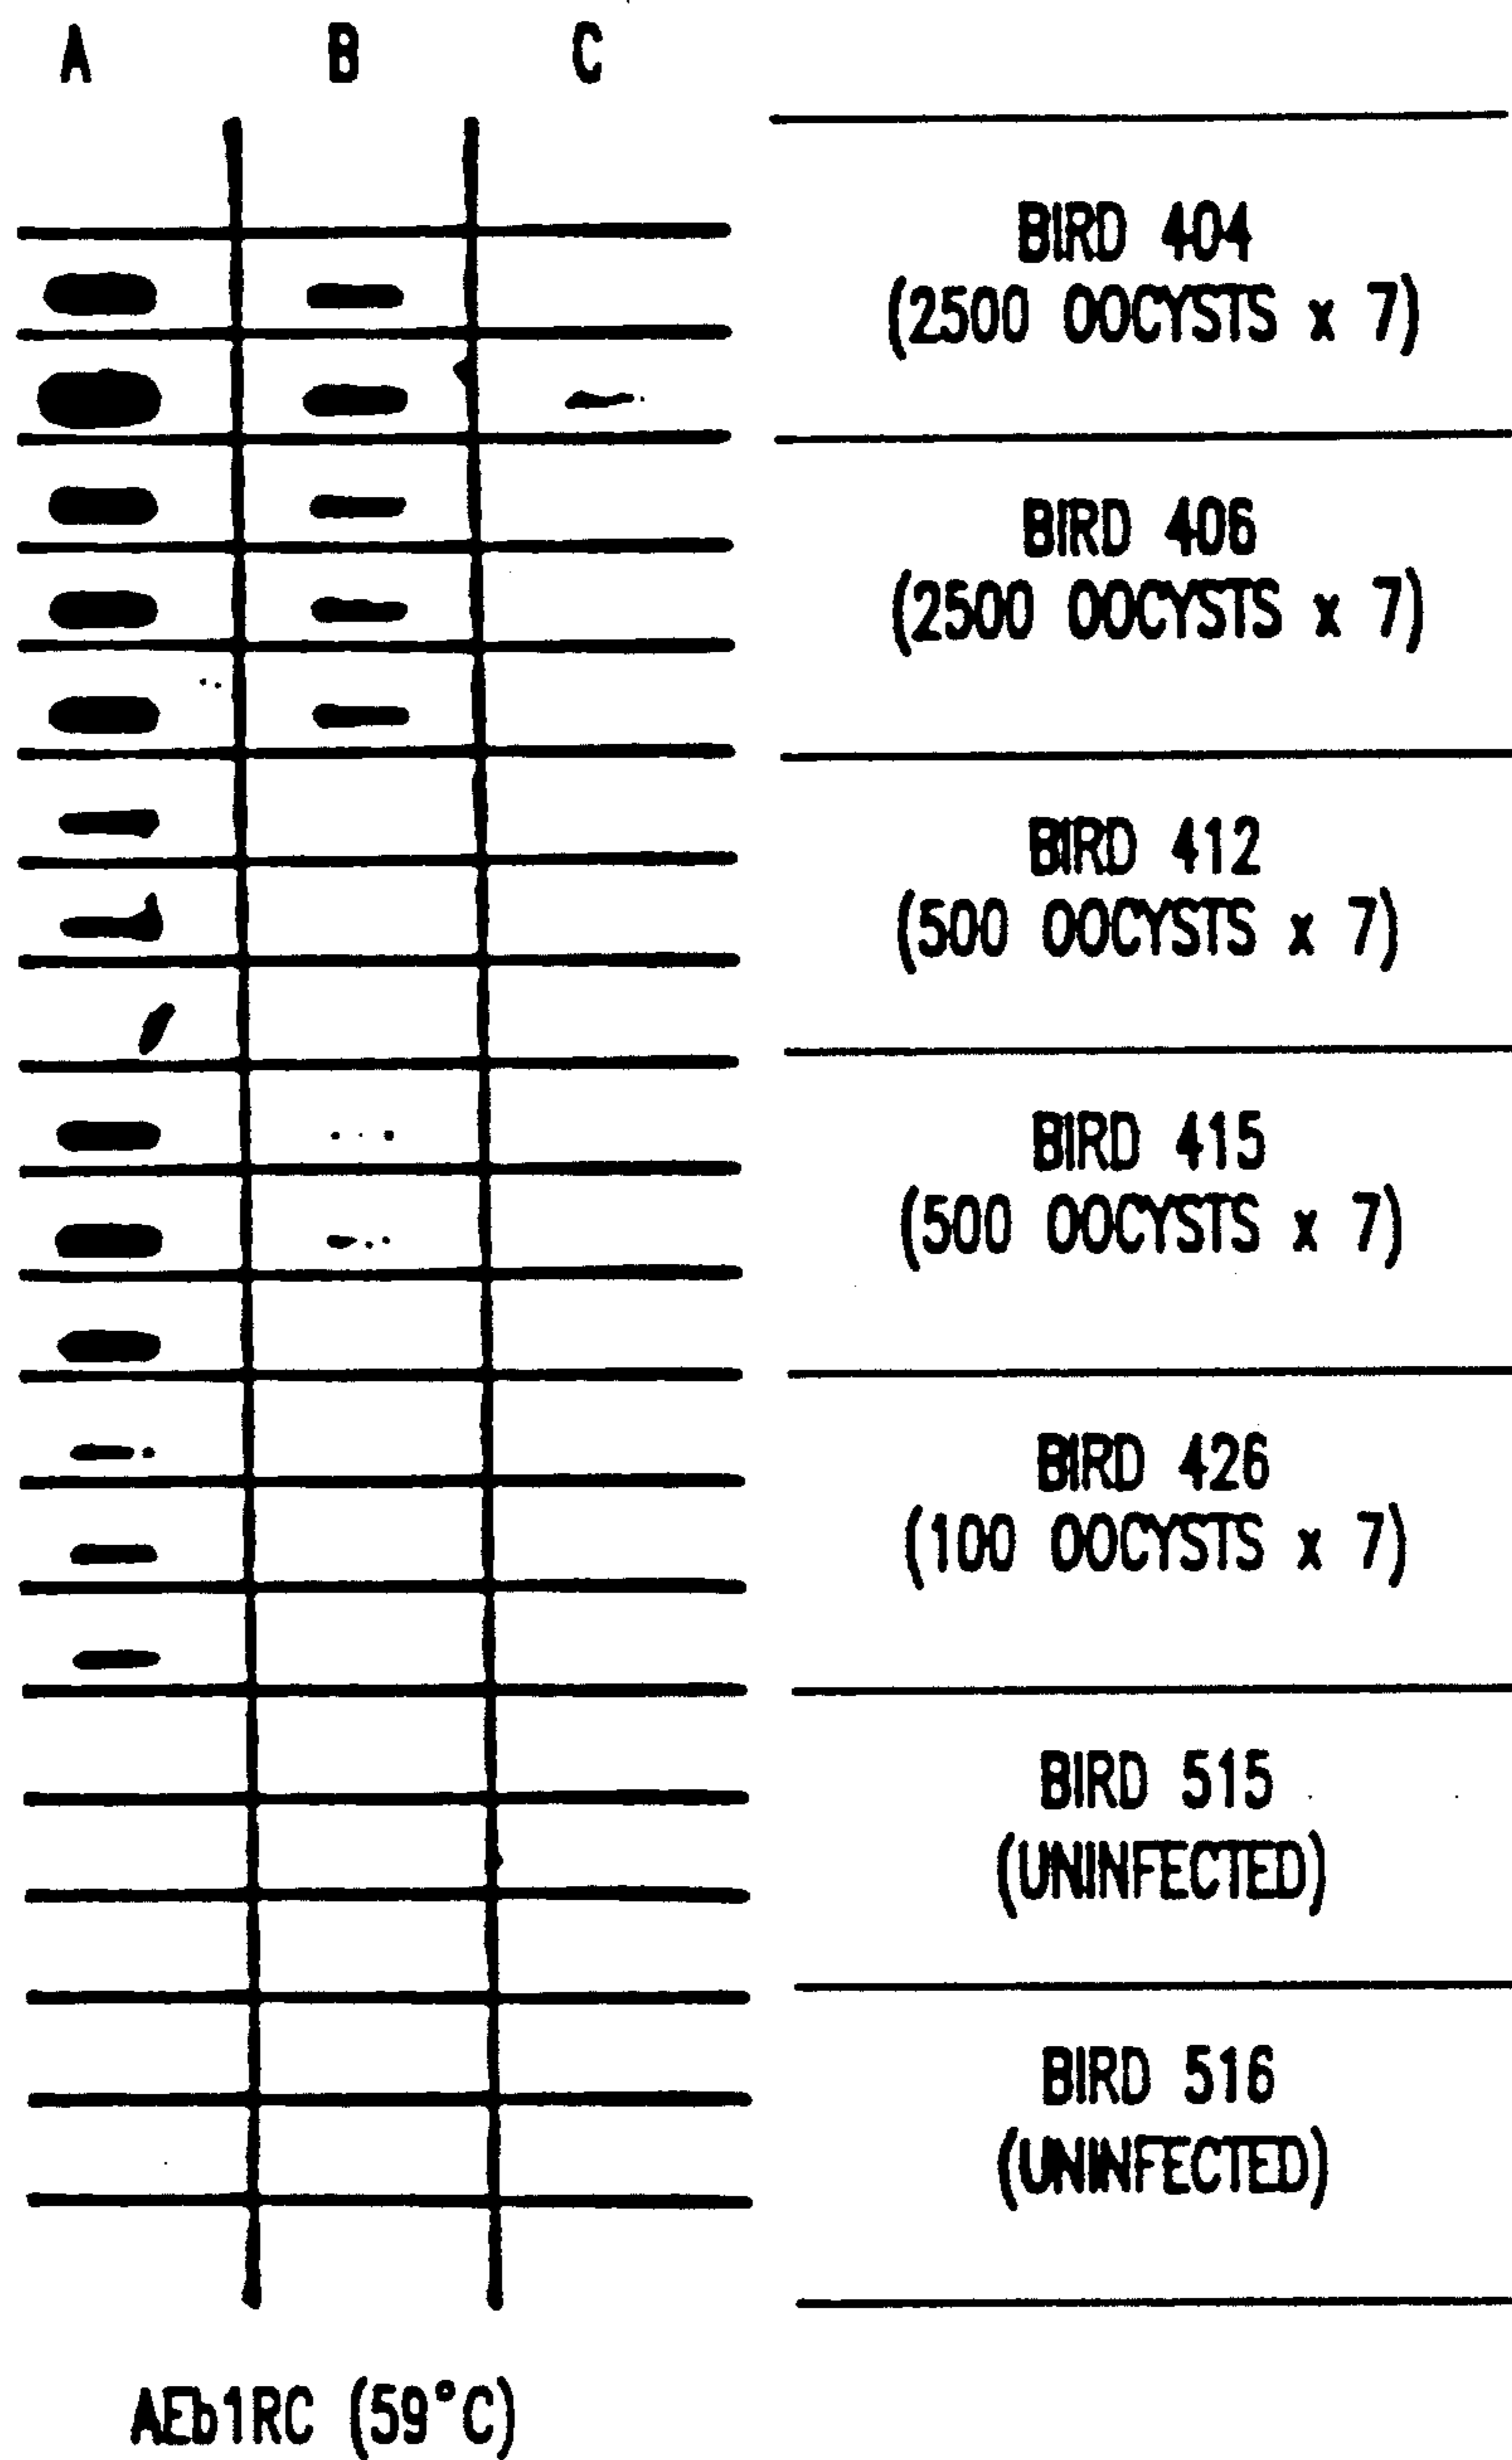 A B C
BIRD 404
(2500 OOCYSTS x 7)
BIRD 406
(2500 OOCYSTS x 7)
BIRD 412
(500 OOCYSTS x 7)
BIRD 415
(500 OOCYSTS x 7)
BIRD 426
(100 OOCYSTS x 7)
BIRD 515
(UNINFECTED)
BIRD 516
(UNINFECTED)
AEb1RC (59°C)